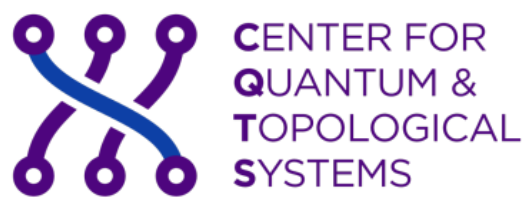 CENTER FOR
QUANTUM &
TOPOLOGICAL
SYSTEMS